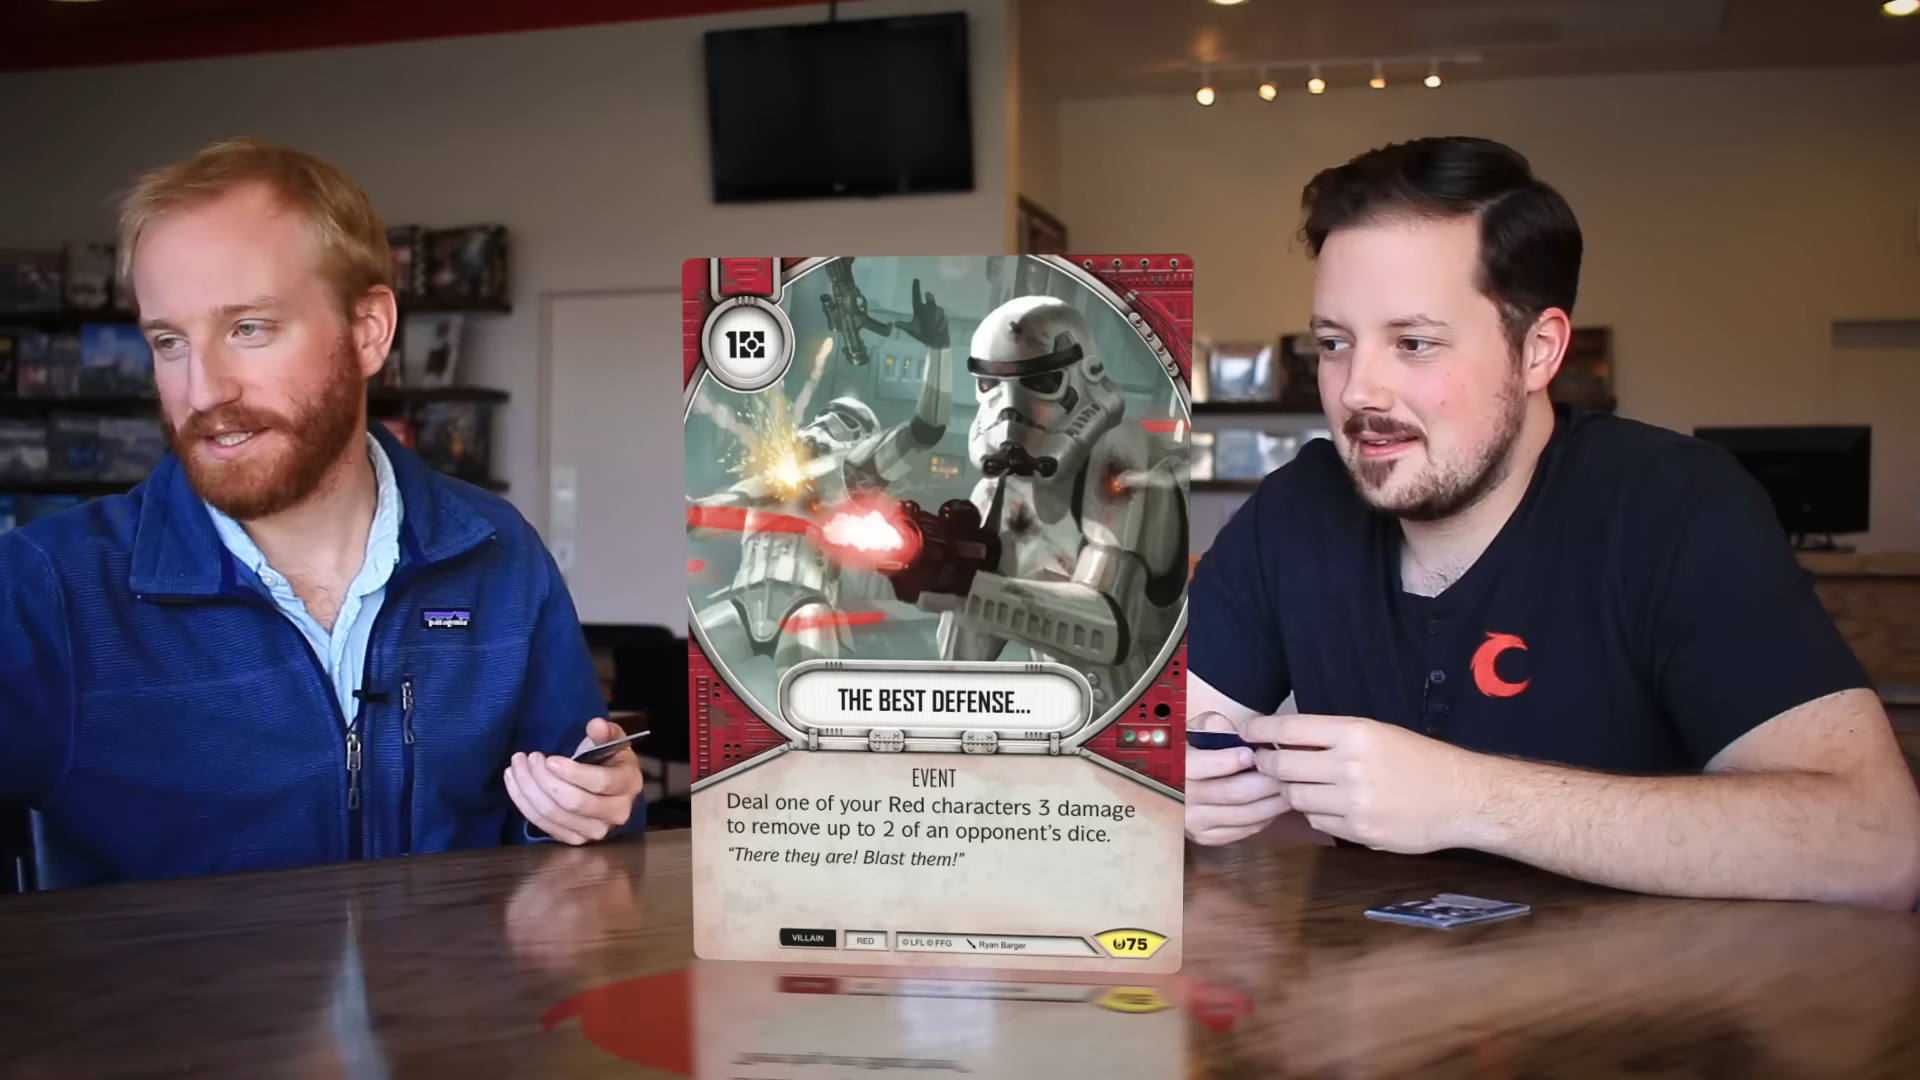 patagonia
1
THE BEST DEFENSE...
EVENT
Deal one of your Red characters 3 damage
to remove up to 2 of an opponent's dice.
"There they are! Blast them!"
VILLAIN RED © LFL © FFG Ryan Barger 75